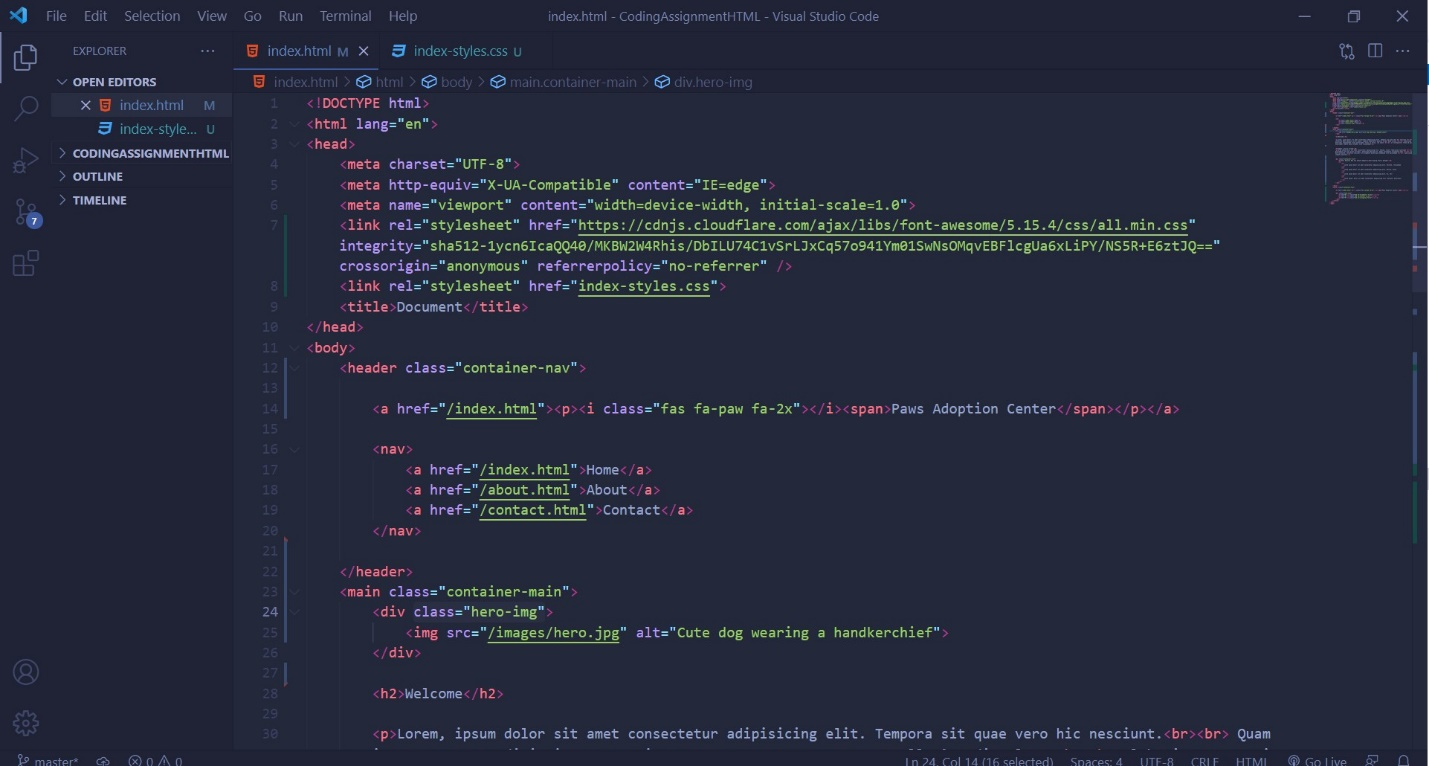 File Edit Selection View Go Run Terminal Help index.html - CodingAssignmentHTML - Visual Studio Code
EXPLORER ···
OPEN EDITORS
index.html M
index-style... U
CODINGASSIGNMENTHTML
OUTLINE
TIMELINE
7
index.html M index-styles.css U
index.html > html > body > main.container-main > div.hero-img
1 <!DOCTYPE html>
2 <html lang="en">
3 <head>
4 <meta charset="UTF-8">
5 <meta http-equiv="X-UA-Compatible" content="IE=edge">
6 <meta name="viewport" content="width=device-width, initial-scale=1.0">
7 <link rel="stylesheet" href="https://cdnjs.cloudflare.com/ajax/libs/font-awesome/5.15.4/css/all.min.css"
integrity="sha512-1ycn6IcaQQ40/MKBW2W4Rhis/DbILU74C1vSrLJxCq57o941Ym01SwNsOMqvEBFlcgUa6xLiPY/NS5R+E6ztJQ=="
crossorigin="anonymous" referrerpolicy="no-referrer" />
8 <link rel="stylesheet" href="index-styles.css">
9 <title>Document</title>
10 </head>
11 <body>
12 <header class="container-nav">
13
14 <a href="/index.html"><p><i class="fas fa-paw fa-2x"></i><span>Paws Adoption Center</span></p></a>
15
16 <nav>
17 <a href="/index.html">Home</a>
18 <a href="/about.html">About</a>
19 <a href="/contact.html">Contact</a>
20 </nav>
21
22 </header>
23 <main class="container-main">
24 <div class="hero-img">
25 <img src="/images/hero.jpg" alt="Cute dog wearing a handkerchief">
26 </div>
27
28 <h2>Welcome</h2>
29
30 <p>Lorem, ipsum dolor sit amet consectetur adipisicing elit. Tempora sit quae vero hic nesciunt.<br><br> Quam
master* 0 0 Ln 24, Col 14 (16 selected) Spaces: 4 UTF-8 CRLF HTML Go Live